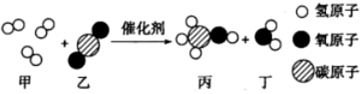 催化剂
氢原子
+
+
氧原子
碳原子
甲 乙 丙 丁